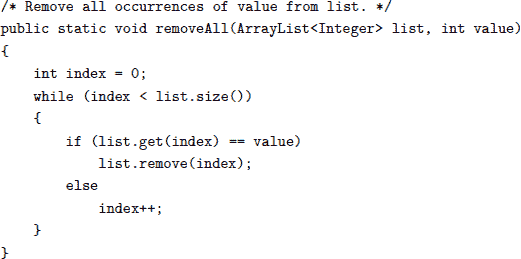 /* Remove all occurrences of value from list. */
public static void removeAll(ArrayList<Integer> list, int value)
{
    int index = 0;
    while (index < list.size())
    {
        if (list.get(index) == value)
            list.remove(index);
        else
            index++;
    }
}